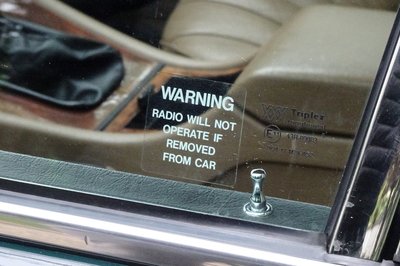 WARNING
RADIO WILL NOT
OPERATE IF
REMOVED
FROM CAR
Triplex